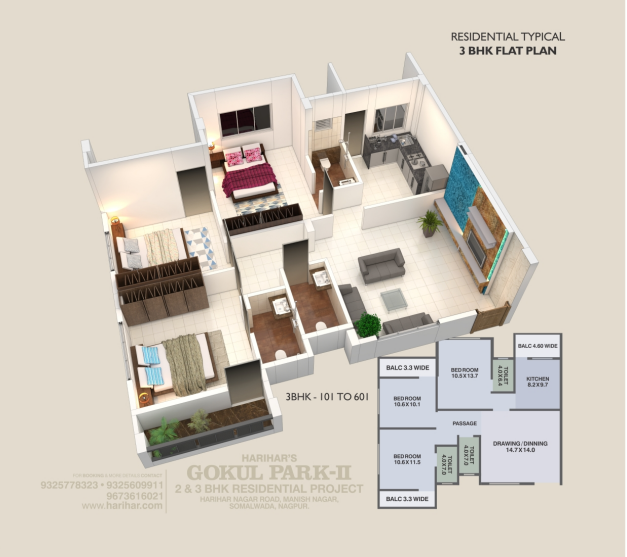 RESIDENTIAL TYPICAL
3 BHK FLAT PLAN
3BHK - 101 TO 601
BALC 4.60 WIDE
BALC 3.3 WIDE
BEDROOM
10.5 X 13.7
TOILET
4.0 X 6.4
KITCHEN
8.2 X 9.7
BEDROOM
10.6 X 10.1
PASSAGE
DRAWING / DINNING
14.7 X 14.0
BEDROOM
10.6 X 11.5
TOILET
4.0 X 7.0
TOILET
4.0 X 7.0
BALC 3.3 WIDE
9325778323 • 9325609911
9673616021
www.harihar.com
HARIHAR'S
GOKUL PARK-II
2 & 3 BHK RESIDENTIAL PROJECT
HARIHAR NAGAR ROAD, MANISH NAGAR,
SOMALWADA, NAGPUR.